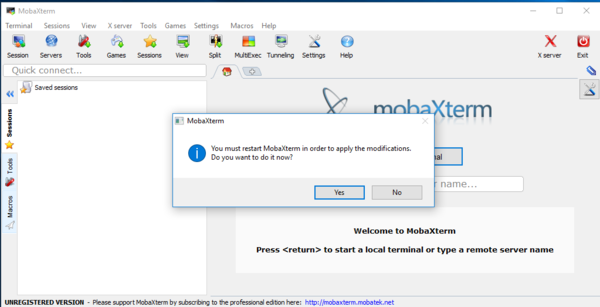 MobaXterm
Terminal Sessions View X server Tools Games Settings Macros Help
Session Servers Tools Games Sessions View Split MultiExec Tunneling Settings Help X server Exit
Quick connect...
Saved sessions
Sessions
Tools
Macros
mobaXterm
MobaXterm
You must restart MobaXterm in order to apply the modifications.
Do you want to do it now?
Yes No
name...
Welcome to MobaXterm
Press <return> to start a local terminal or type a remote server name
UNREGISTERED VERSION - Please support MobaXterm by subscribing to the professional edition here: http://mobaxterm.mobatek.net